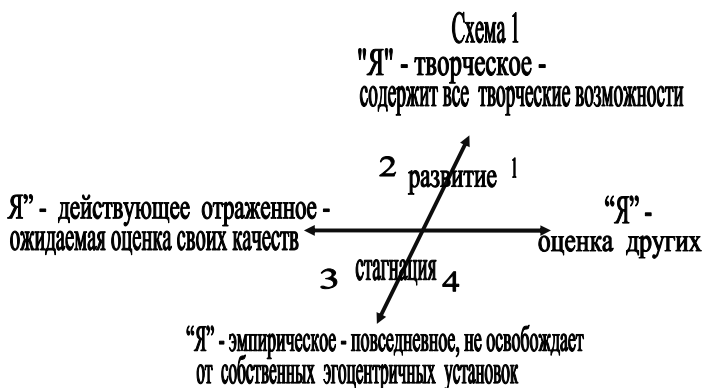 Схема 1
"Я" - творческое -
содержит все творческие возможности
2 развитие 1
Я” - действующее отраженное -
ожидаемая оценка своих качеств
“Я” -
оценка других
3 стагнация 4
“Я” - эмпирическое - повседневное, не освобождает
от собственных эгоцентричных установок